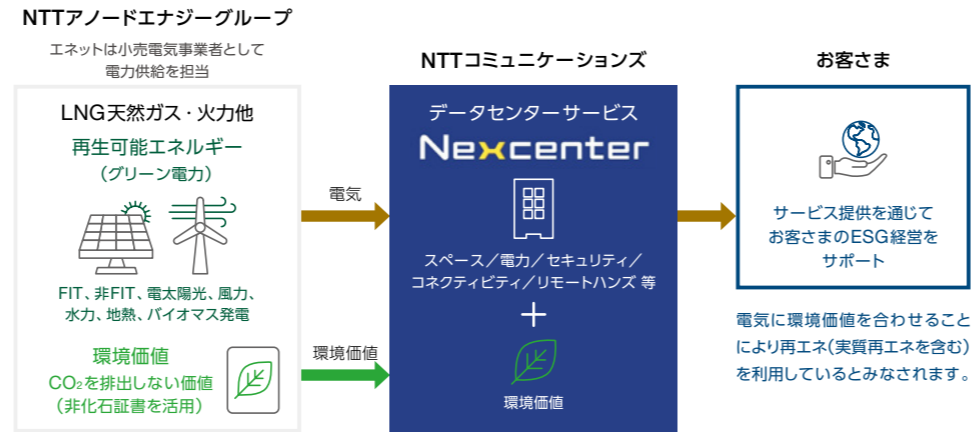 NTTアノードエナジーグループ
エネットは小売電気事業者として
電力供給を担当
LNG天然ガス・火力他
再生可能エネルギー
（グリーン電力）
FIT、非FIT、電太陽光、風力、
水力、地熱、バイオマス発電
環境価値
CO₂を排出しない価値
（非化石証書を活用）
電気
環境価値
NTTコミュニケーションズ
データセンターサービス
Nexcenter
スペース／電力／セキュリティ／
コネクティビティ／リモートハンズ 等
＋
環境価値
お客さま
サービス提供を通じて
お客さまのESG経営を
サポート
電気に環境価値を合わせること
により再エネ（実質再エネを含む）
を利用しているとみなされます。